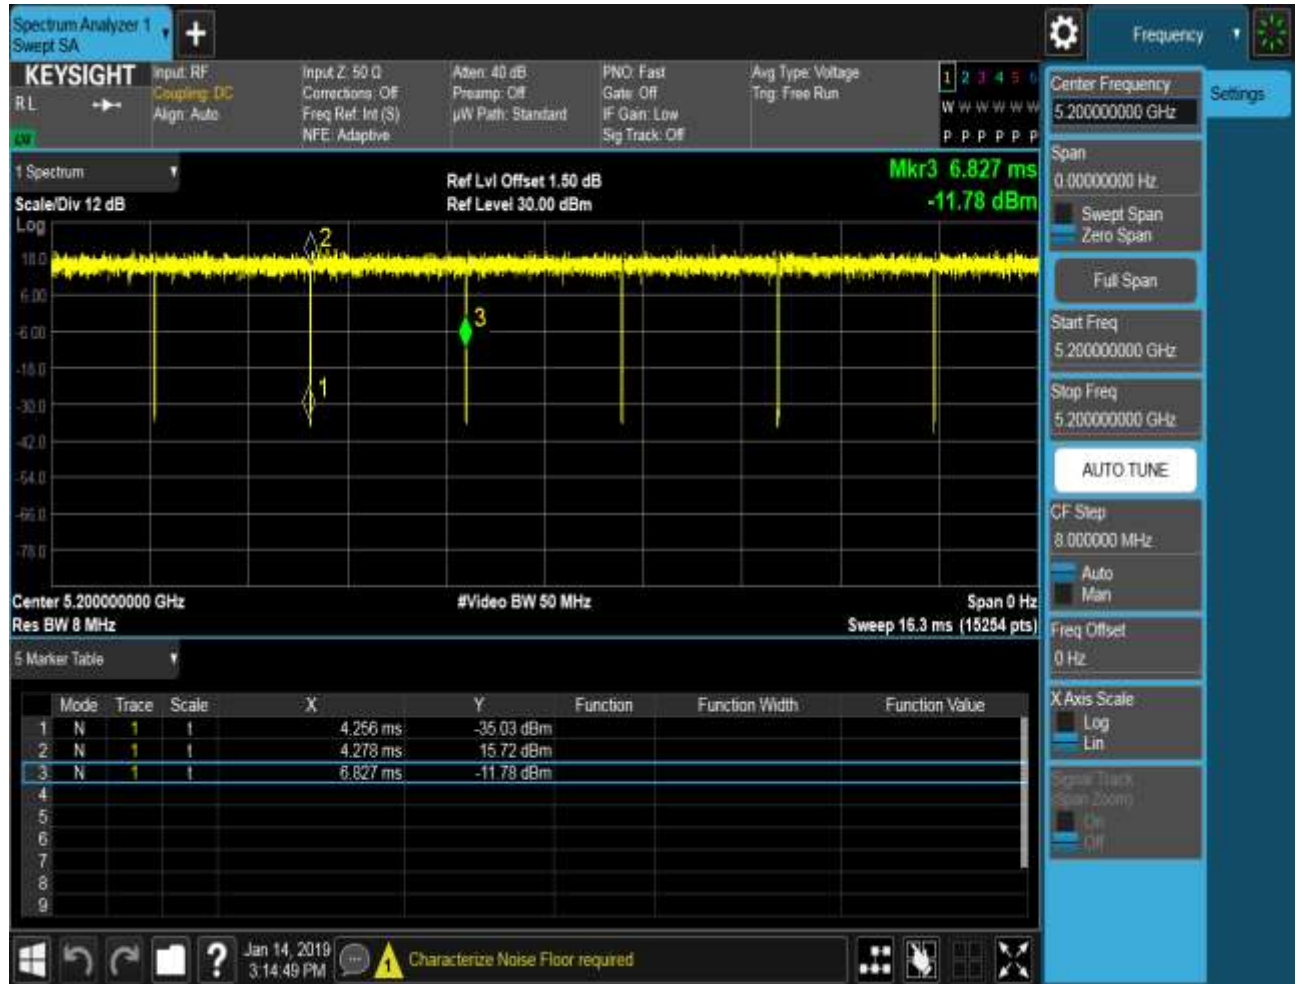 Spectrum Analyzer 1
Swept SA
Frequency
KEYSIGHT
RL
Input: RF
Coupling: DC
Align: Auto
Input Z: 50 Ω
Corrections: Off
Freq Ref: Int (S)
NFE: Adaptive
Atten: 40 dB
Preamp: Off
µW Path: Standard
PNO: Fast
Gate: Off
IF Gain: Low
Sig Track: Off
Avg Type: Voltage
Trig: Free Run
1 2 3 4 5 6
W W W W W W
P P P P P P
1 Spectrum
Scale/Div 12 dB
Ref Lvl Offset 1.50 dB
Ref Level 30.00 dBm
Mkr3 6.827 ms
-11.78 dBm
Log
18.0
6.00
-6.00
-18.0
-30.0
-42.0
-54.0
-66.0
-78.0
2
3
1
Center 5.200000000 GHz
#Video BW 50 MHz
Span 0 Hz
Res BW 8 MHz
Sweep 16.3 ms (15254 pts)
5 Marker Table
Mode Trace Scale X Y Function Function Width Function Value
1 N 1 t 4.256 ms -35.03 dBm
2 N 1 t 4.278 ms 15.72 dBm
3 N 1 t 6.827 ms -11.78 dBm
4
5
6
7
8
9
Jan 14, 2019
3:14:49 PM
Characterize Noise Floor required
Center Frequency
5.200000000 GHz
Settings
Span
0.00000000 Hz
Swept Span
Zero Span
Full Span
Start Freq
5.200000000 GHz
Stop Freq
5.200000000 GHz
AUTO TUNE
CF Step
8.000000 MHz
Auto
Man
Freq Offset
0 Hz
X Axis Scale
Log
Lin
Signal Track
(Span Zoom)
On
Off